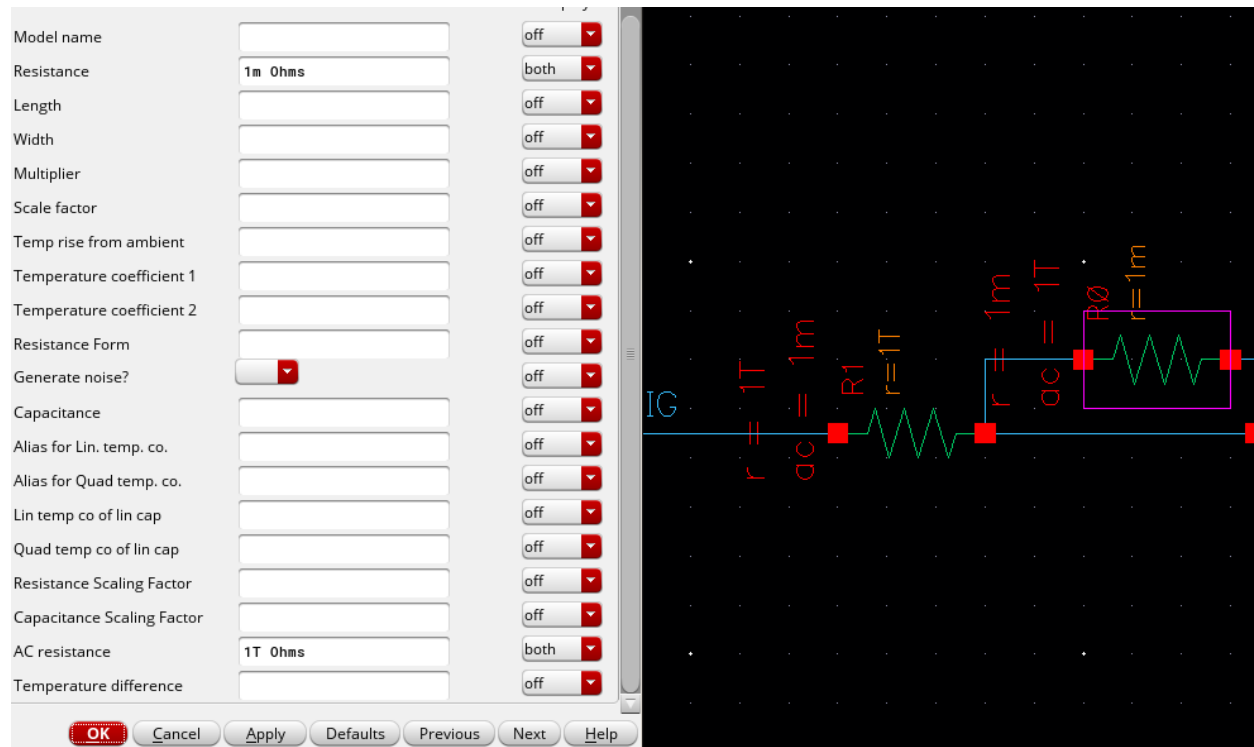 Model name off
Resistance 1m Ohms both
Length off
Width off
Multiplier off
Scale factor off
Temp rise from ambient off
Temperature coefficient 1 off
Temperature coefficient 2 off
Resistance Form off
Generate noise? off
Capacitance off
Alias for Lin. temp. co. off
Alias for Quad temp. co. off
Lin temp co of lin cap off
Quad temp co of lin cap off
Resistance Scaling Factor off
Capacitance Scaling Factor off
AC resistance 1T Ohms both
Temperature difference off
OK Cancel Apply Defaults Previous Next Help
IG
r = 1T
ac = 1m
R1
r=1T
r = 1m
ac = 1T
R0
r=1m